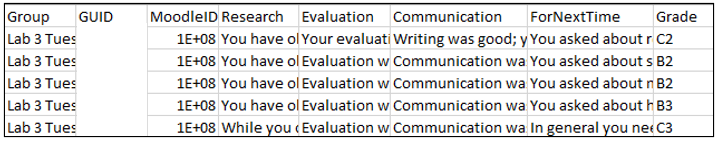 Group GUID MoodleID Research Evaluation Communication ForNextTime Grade
Lab 3 Tues 1E+08 You have ol Your evaluati Writing was good; y You asked about r C2
Lab 3 Tues 1E+08 You have ol Evaluation w Communication wa You asked about s B2
Lab 3 Tues 1E+08 You have ol Evaluation w Communication wa You asked about n B2
Lab 3 Tues 1E+08 You have ol Evaluation w Communication wa You asked about h B3
Lab 3 Tues 1E+08 While you c Evaluation w Communication wa In general you nee C3